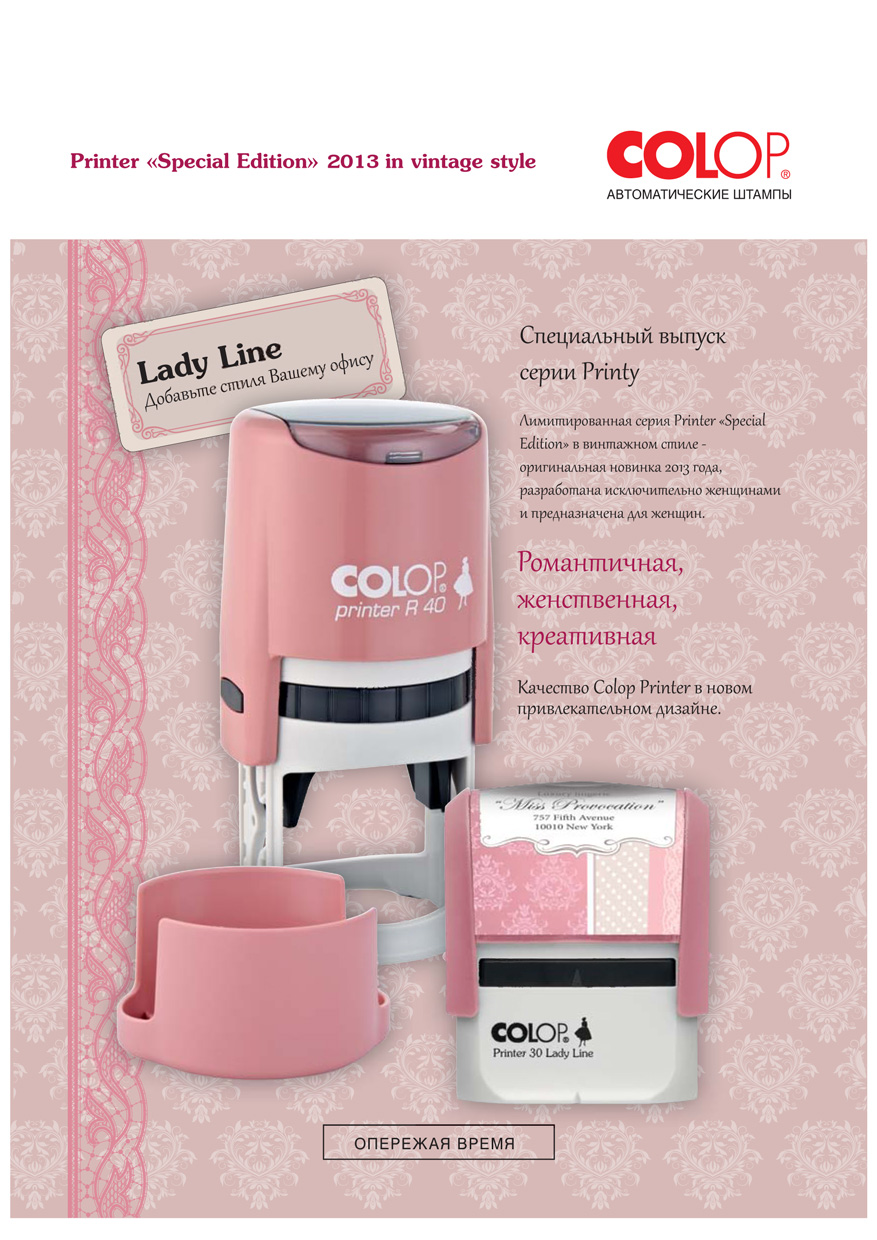 Printer «Special Edition» 2013 in vintage style
COLOP®
АВТОМАТИЧЕСКИЕ ШТАМПЫ
Lady Line
Добавьте стиля Вашему офису
Специальный выпуск
серии Printy
Лимитированная серия Printer «Special
Edition» в винтажном стиле -
оригинальная новинка 2013 года,
разработана исключительно женщинами
и предназначена для женщин.
Романтичная,
женственная,
креативная
Качество Colop Printer в новом
привлекательном дизайне.
COLOP®
printer R 40
Luxury lingerie
"Miss Provocation"
757 Fifth Avenue
10010 New York
COLOP®
Printer 30 Lady Line
ОПЕРЕЖАЯ ВРЕМЯ